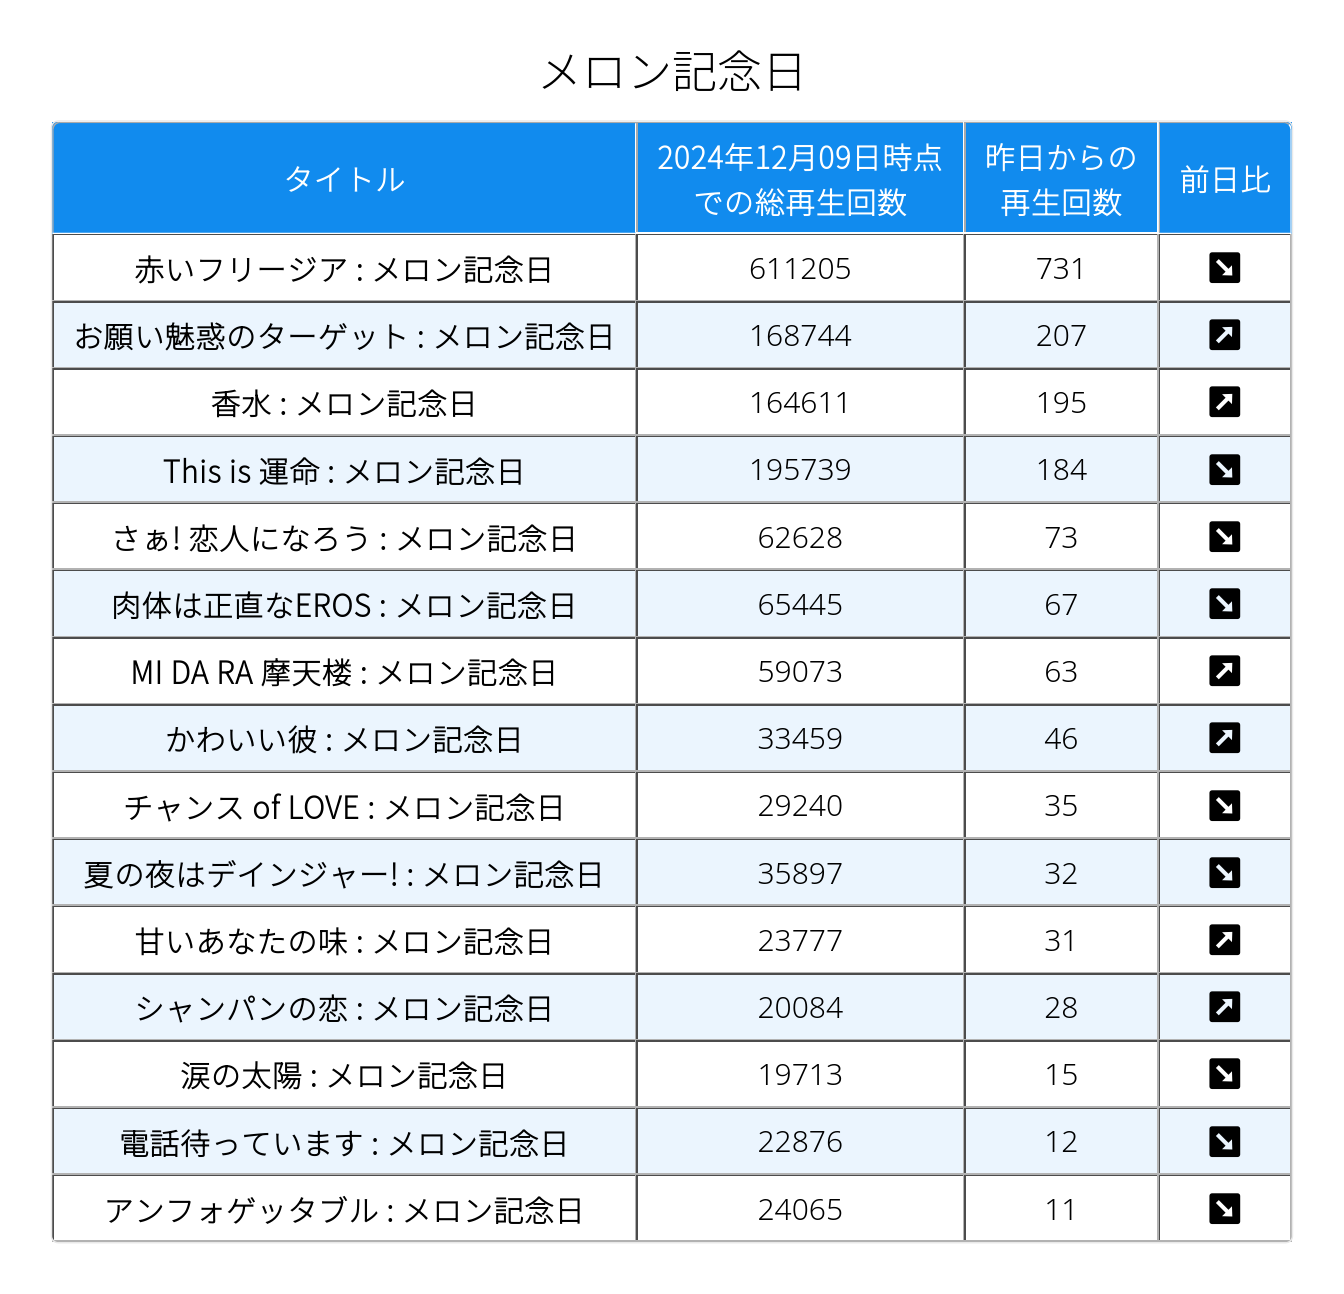 メロン記念日
タイトル 2024年12月09日時点での総再生回数 昨日からの再生回数 前日比
赤いフリージア : メロン記念日 611205 731 ↘
お願い魅惑のターゲット : メロン記念日 168744 207 ↗
香水 : メロン記念日 164611 195 ↗
This is 運命 : メロン記念日 195739 184 ↘
さぁ! 恋人になろう : メロン記念日 62628 73 ↘
肉体は正直なEROS : メロン記念日 65445 67 ↘
MI DA RA 摩天楼 : メロン記念日 59073 63 ↗
かわいい彼 : メロン記念日 33459 46 ↗
チャンス of LOVE : メロン記念日 29240 35 ↘
夏の夜はデインジャー! : メロン記念日 35897 32 ↘
甘いあなたの味 : メロン記念日 23777 31 ↗
シャンパンの恋 : メロン記念日 20084 28 ↗
涙の太陽 : メロン記念日 19713 15 ↘
電話待っています : メロン記念日 22876 12 ↘
アンフォゲッタブル : メロン記念日 24065 11 ↘